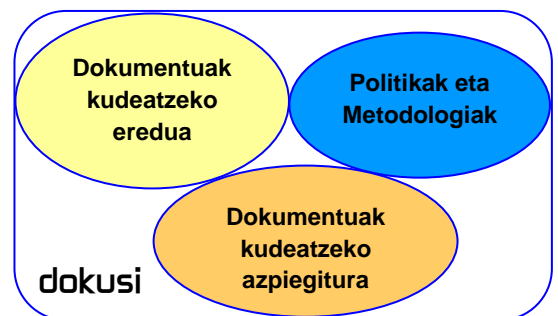 Dokumentuak
kudeatzeko
eredua
Politikak eta
Metodologiak
Dokumentuak
kudeatzeko
azpiegitura
dokusi